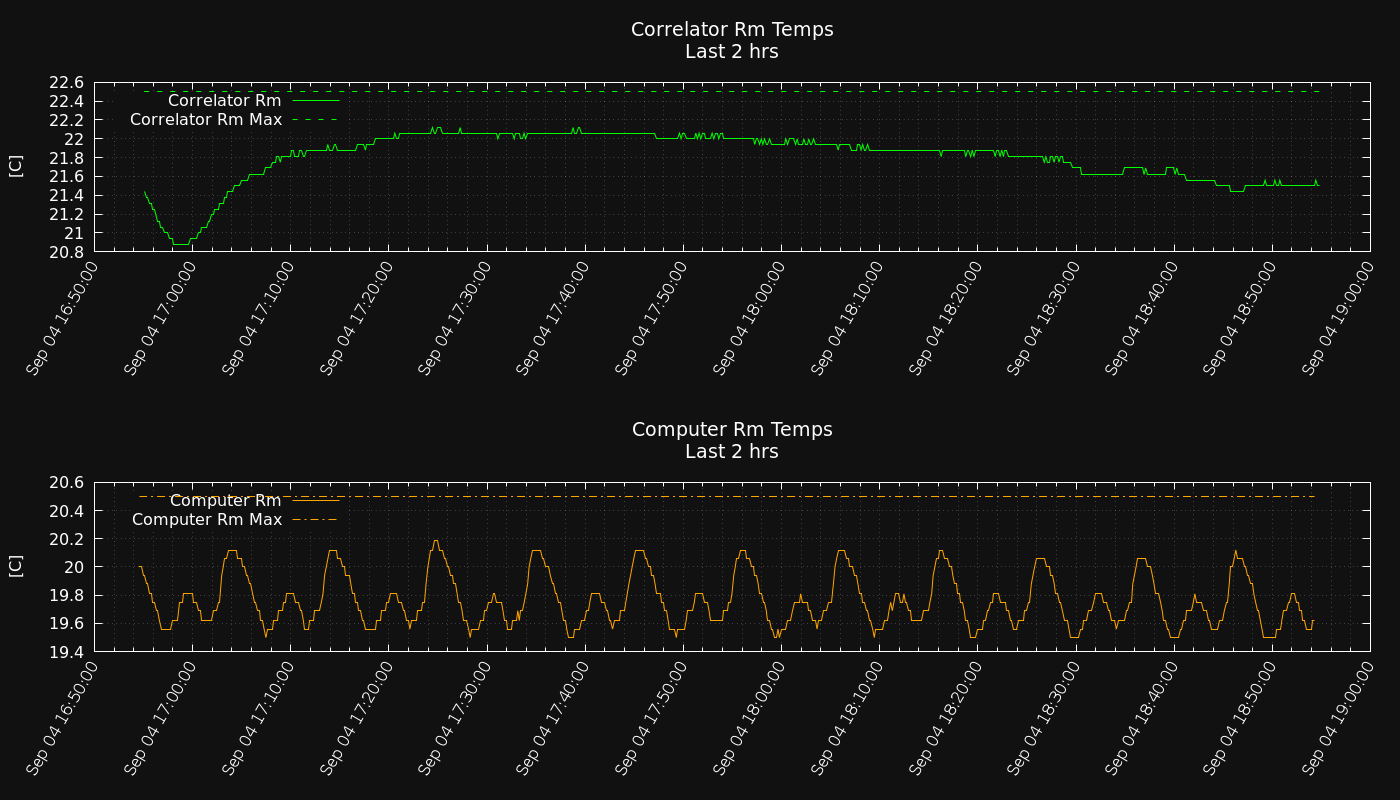 Correlator Rm Temps
Last 2 hrs
22.6
22.4
22.2
22
21.8
21.6
21.4
21.2
21
20.8
[C]
Correlator Rm
Correlator Rm Max
Sep 04 16:50:00
Sep 04 17:00:00
Sep 04 17:10:00
Sep 04 17:20:00
Sep 04 17:30:00
Sep 04 17:40:00
Sep 04 17:50:00
Sep 04 18:00:00
Sep 04 18:10:00
Sep 04 18:20:00
Sep 04 18:30:00
Sep 04 18:40:00
Sep 04 18:50:00
Sep 04 19:00:00
Computer Rm Temps
Last 2 hrs
20.6
20.4
20.2
20
19.8
19.6
19.4
[C]
Computer Rm
Computer Rm Max
Sep 04 16:50:00
Sep 04 17:00:00
Sep 04 17:10:00
Sep 04 17:20:00
Sep 04 17:30:00
Sep 04 17:40:00
Sep 04 17:50:00
Sep 04 18:00:00
Sep 04 18:10:00
Sep 04 18:20:00
Sep 04 18:30:00
Sep 04 18:40:00
Sep 04 18:50:00
Sep 04 19:00:00